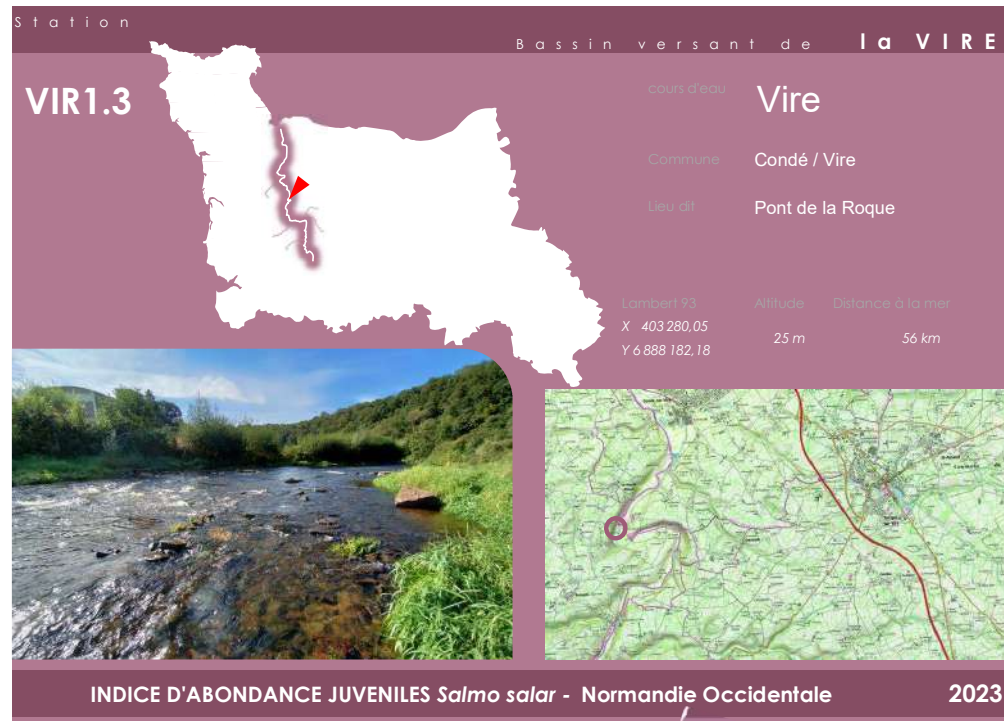 Station
Bassin versant de la VIRE
VIR1.3
cours d'eau Vire
Commune Condé / Vire
Lieu dit Pont de la Roque
Lambert 93 Altitude Distance à la mer
X 403 280,05
Y 6 888 182,18
25 m 56 km
INDICE D'ABONDANCE JUVENILES Salmo salar - Normandie Occidentale 2023